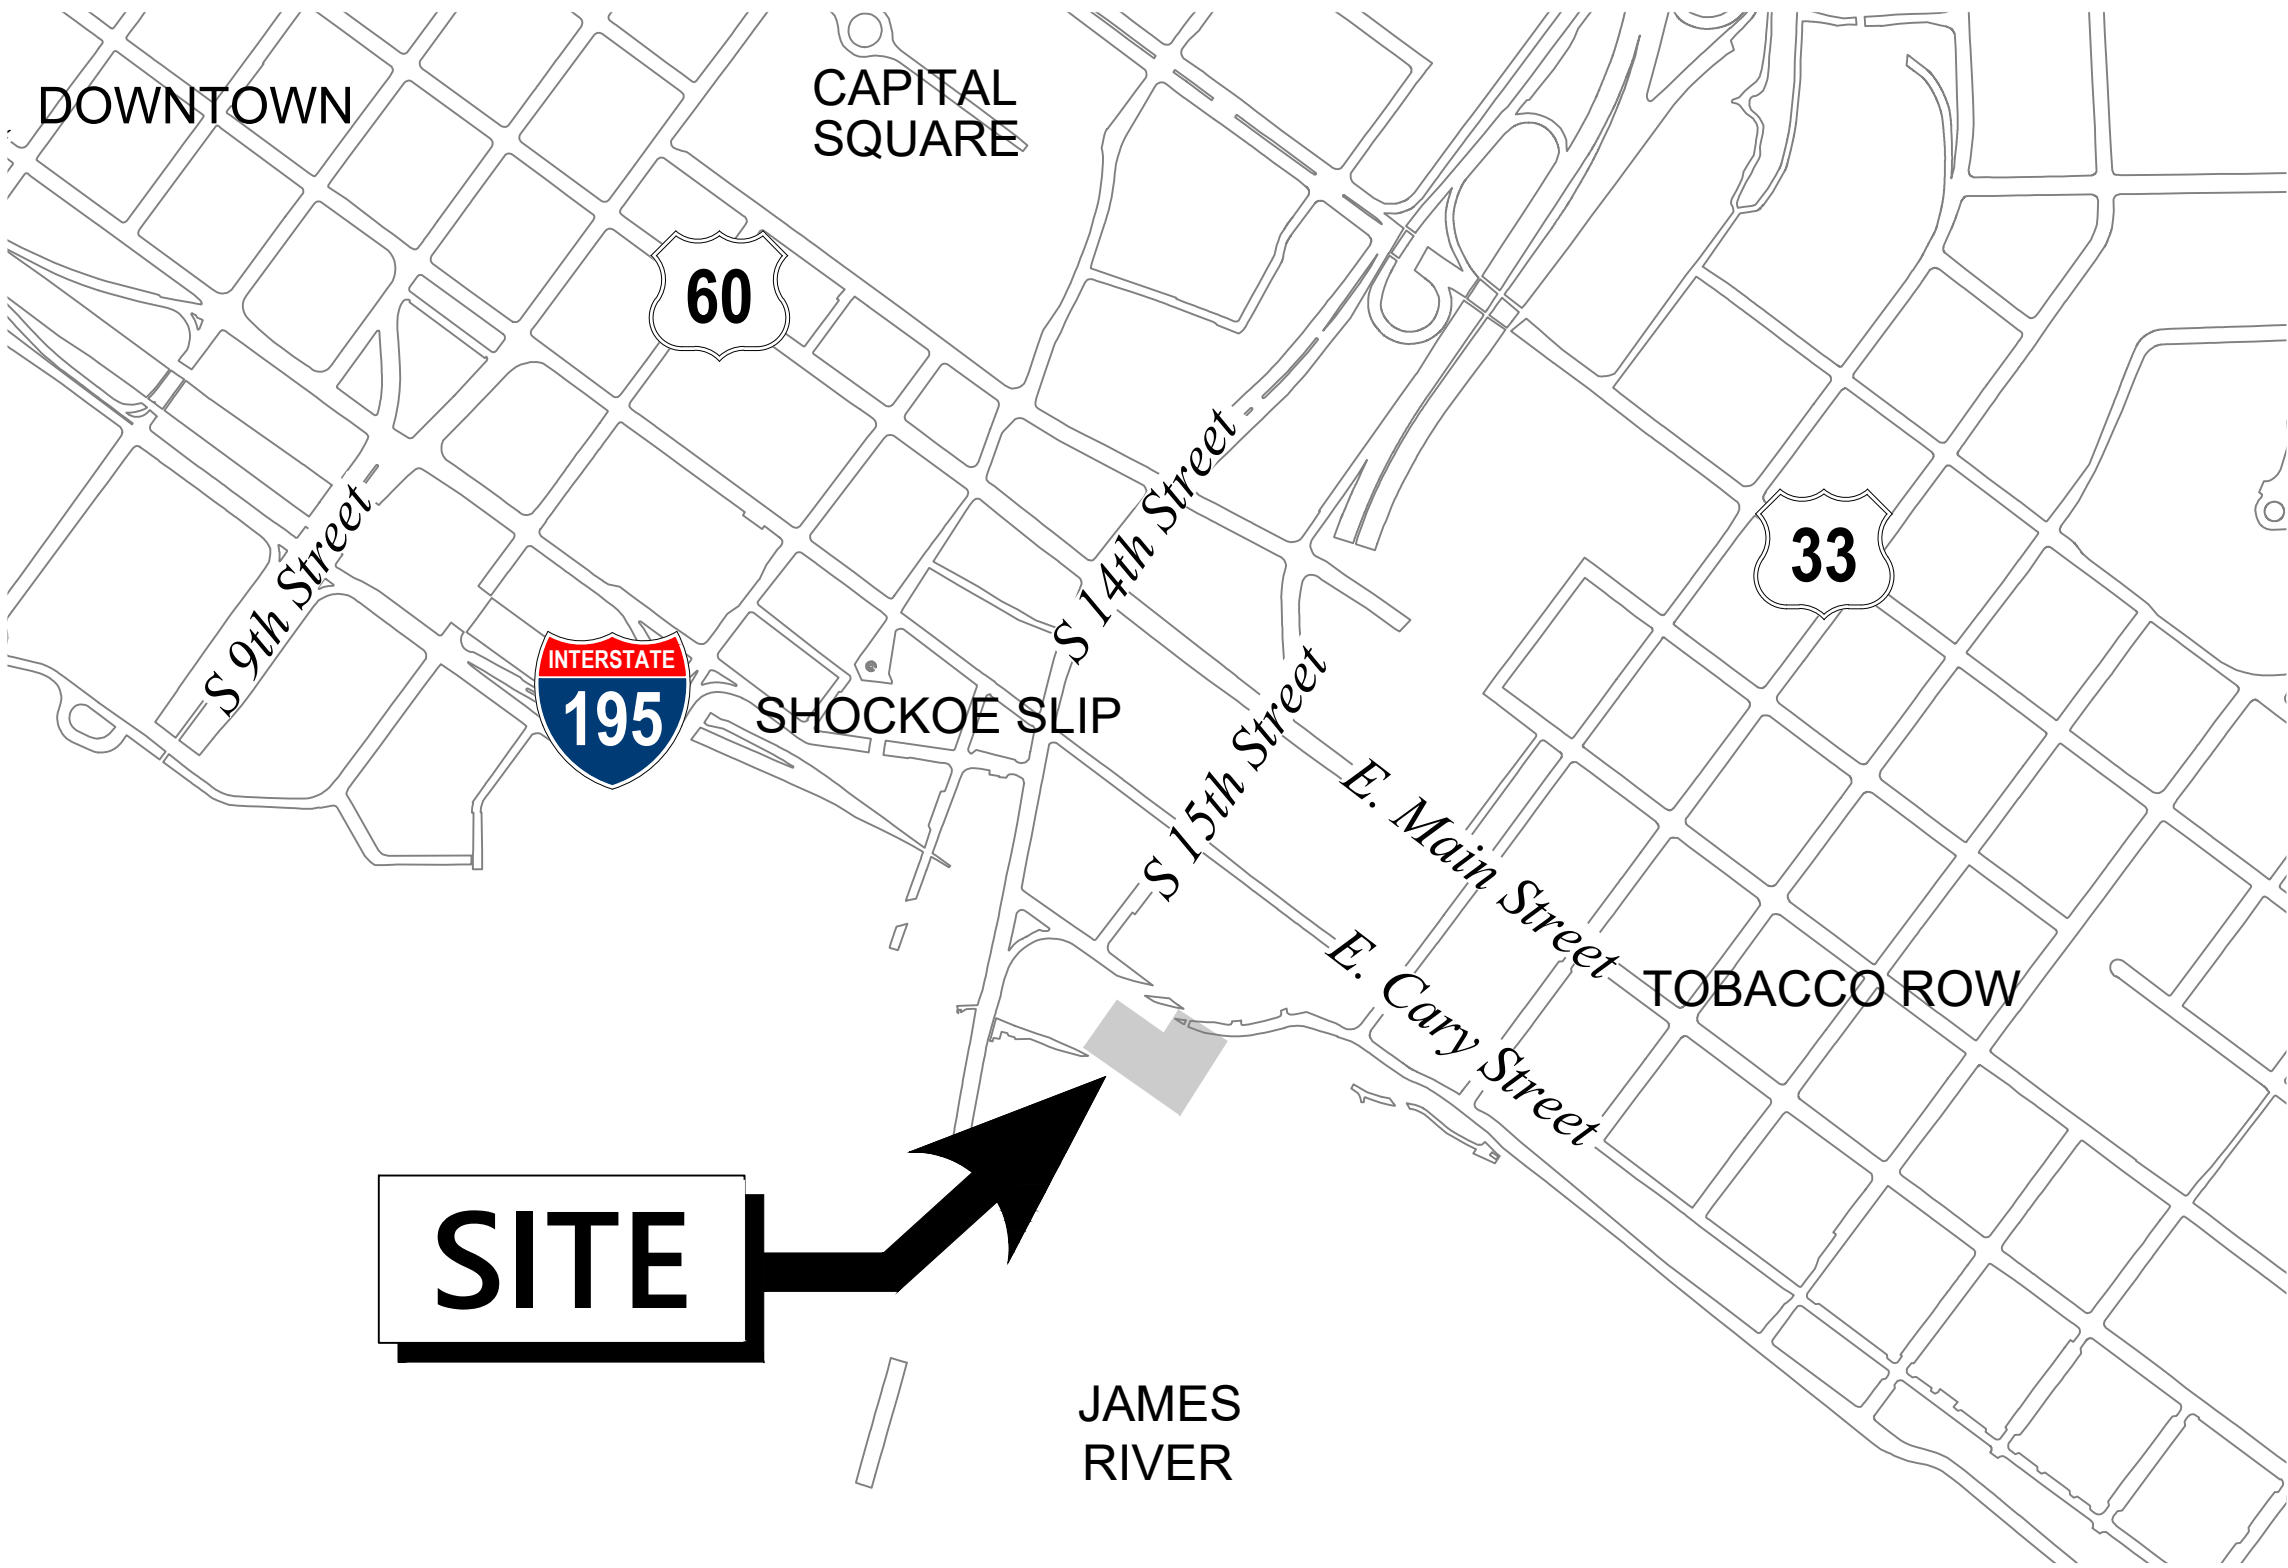 DOWNTOWN
CAPITAL
SQUARE
60
S 14th Street
33
S 9th Street
INTERSTATE
195
SHOCKOE SLIP
S 15th Street
E. Main Street
E. Cary Street
TOBACCO ROW
SITE
JAMES
RIVER